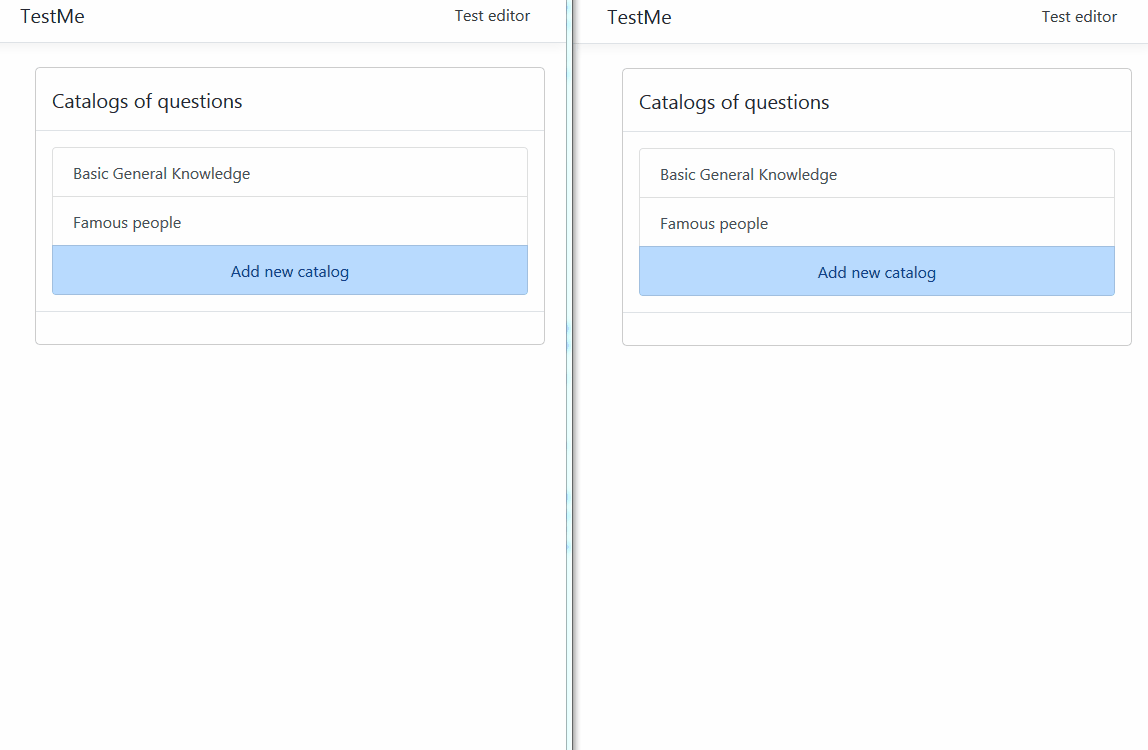 TestMe
Test editor
Catalogs of questions
Basic General Knowledge
Famous people
Add new catalog
TestMe
Test editor
Catalogs of questions
Basic General Knowledge
Famous people
Add new catalog